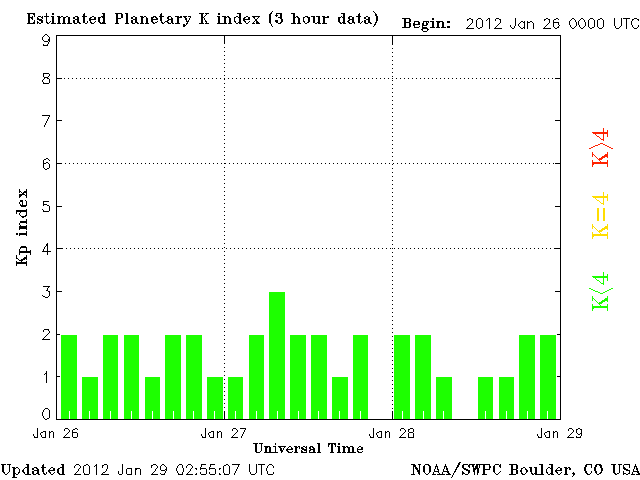 Estimated Planetary K index (3 hour data) Begin: 2012 Jan 26 0000 UTC
9
8
7
6
5
4
3
2
1
0
Kp index
K>4
K=4
K<4
Jan 26 Jan 27 Jan 28 Jan 29
Universal Time
Updated 2012 Jan 29 02:55:07 UTC NOAA/SWPC Boulder, CO USA